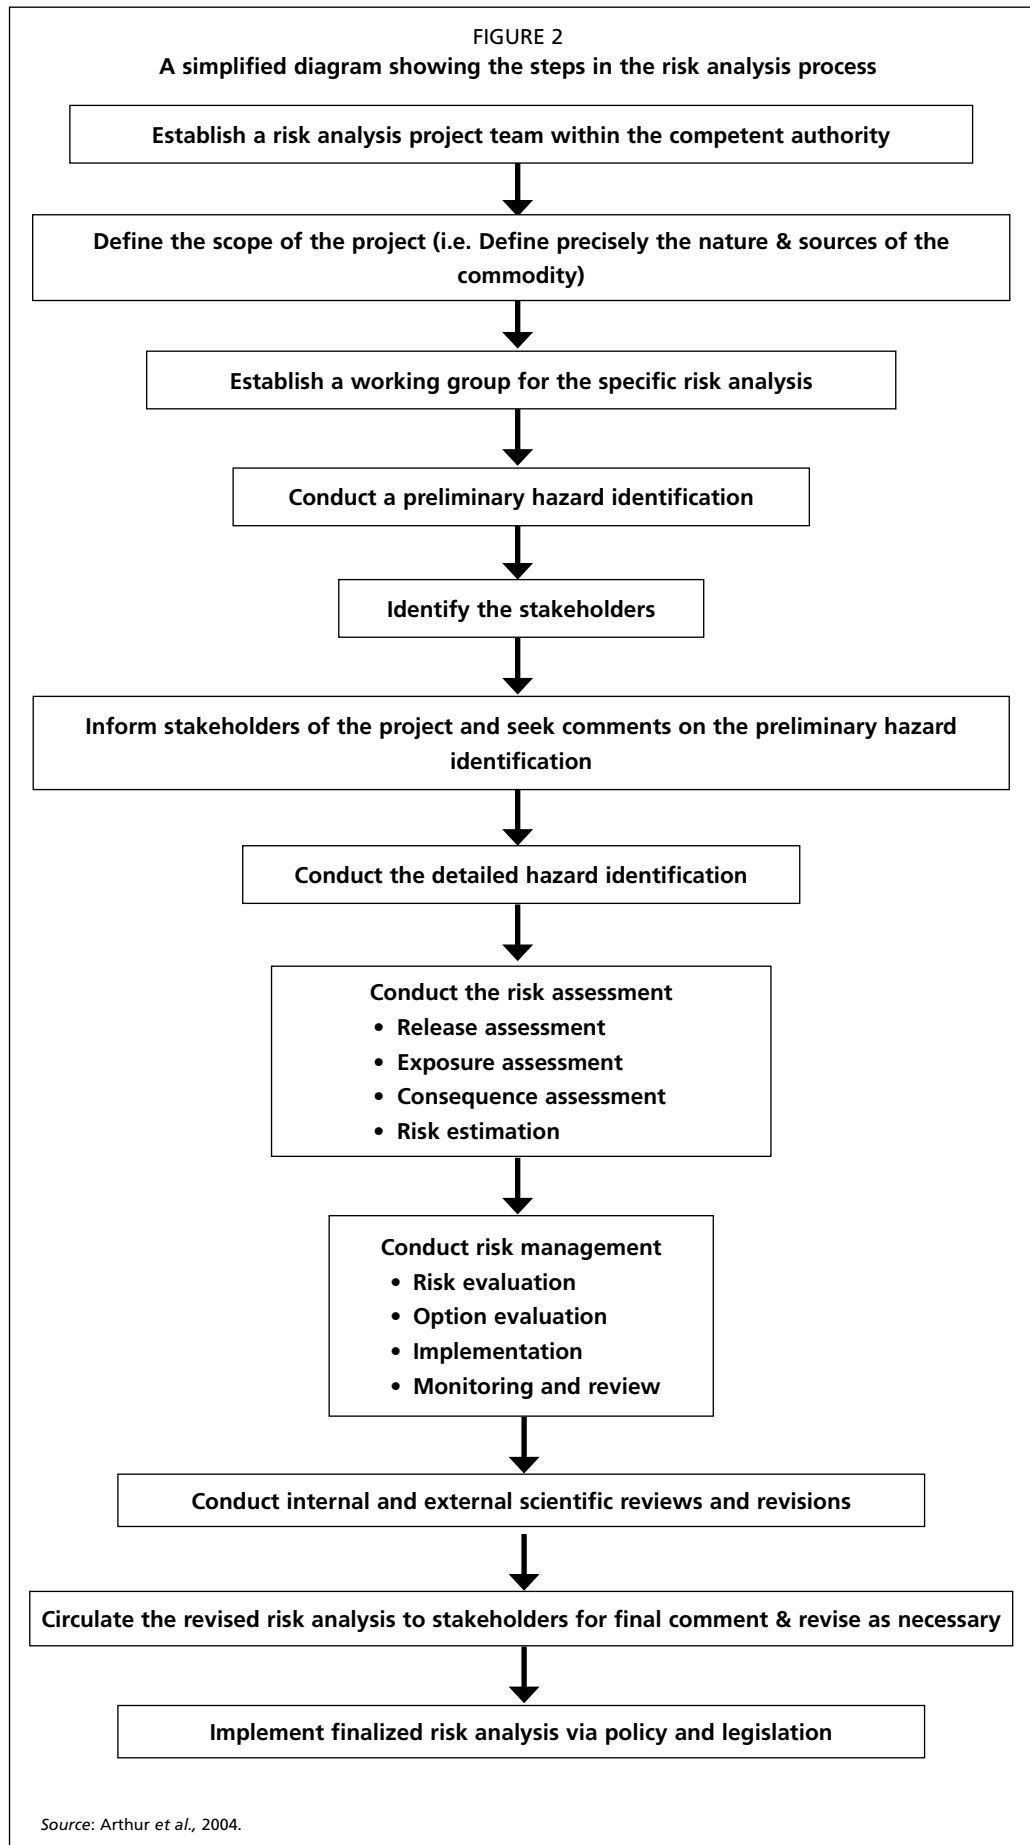 FIGURE 2
A simplified diagram showing the steps in the risk analysis process
Establish a risk analysis project team within the competent authority
Define the scope of the project (i.e. Define precisely the nature & sources of the
commodity)
Establish a working group for the specific risk analysis
Conduct a preliminary hazard identification
Identify the stakeholders
Inform stakeholders of the project and seek comments on the preliminary hazard
identification
Conduct the detailed hazard identification
Conduct the risk assessment
• Release assessment
• Exposure assessment
• Consequence assessment
• Risk estimation
Conduct risk management
• Risk evaluation
• Option evaluation
• Implementation
• Monitoring and review
Conduct internal and external scientific reviews and revisions
Circulate the revised risk analysis to stakeholders for final comment & revise as necessary
Implement finalized risk analysis via policy and legislation
Source: Arthur et al., 2004.